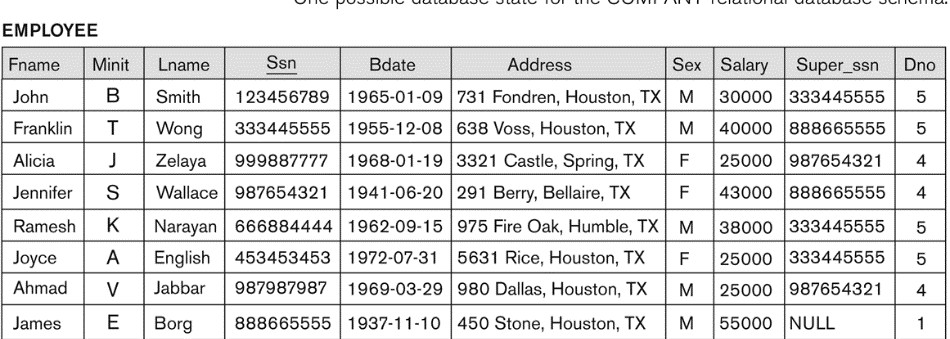 One possible database state for the COMPANY relational database schema.
EMPLOYEE
Fname Minit Lname Ssn Bdate Address Sex Salary Super_ssn Dno
John B Smith 123456789 1965-01-09 731 Fondren, Houston, TX M 30000 333445555 5
Franklin T Wong 333445555 1955-12-08 638 Voss, Houston, TX M 40000 888665555 5
Alicia J Zelaya 999887777 1968-01-19 3321 Castle, Spring, TX F 25000 987654321 4
Jennifer S Wallace 987654321 1941-06-20 291 Berry, Bellaire, TX F 43000 888665555 4
Ramesh K Narayan 666884444 1962-09-15 975 Fire Oak, Humble, TX M 38000 333445555 5
Joyce A English 453453453 1972-07-31 5631 Rice, Houston, TX F 25000 333445555 5
Ahmad V Jabbar 987987987 1969-03-29 980 Dallas, Houston, TX M 25000 987654321 4
James E Borg 888665555 1937-11-10 450 Stone, Houston, TX M 55000 NULL 1